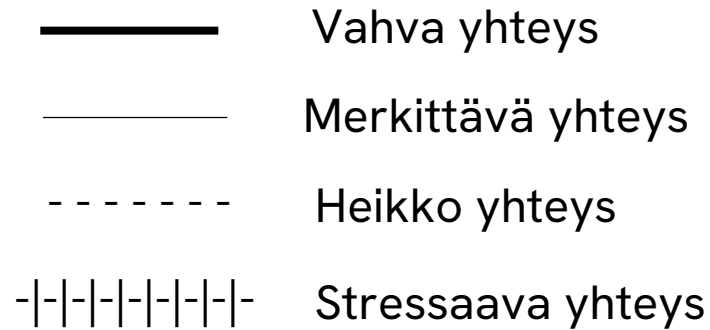 Vahva yhteys
Merkittävä yhteys
Heikko yhteys
Stressaava yhteys